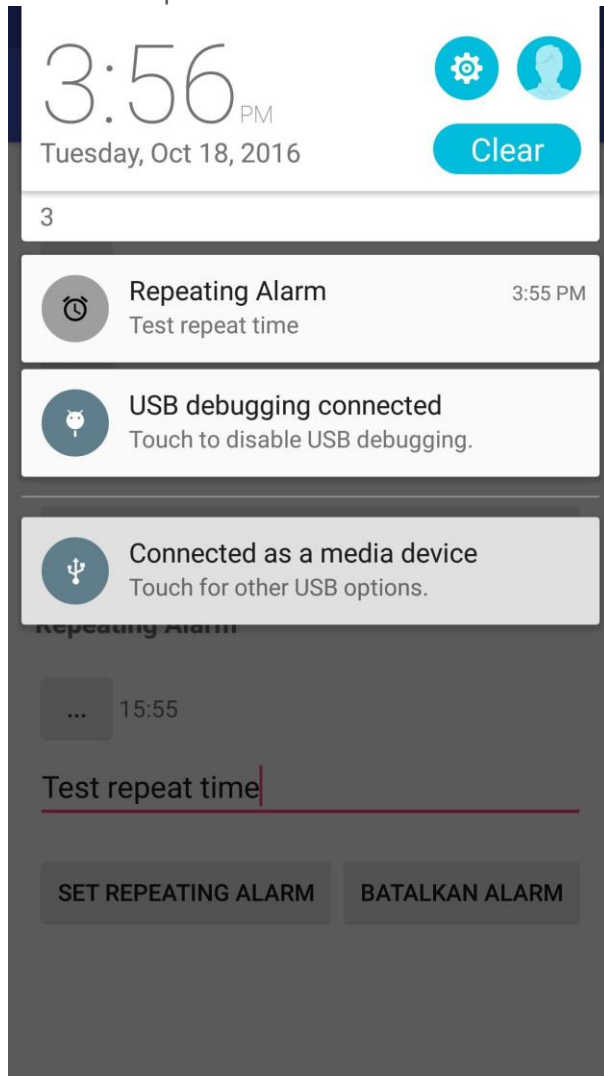 3:56 PM
Tuesday, Oct 18, 2016
Clear
3
Repeating Alarm 3:55 PM
Test repeat time
USB debugging connected
Touch to disable USB debugging.
Connected as a media device
Touch for other USB options.
Repeating Alarm
... 15:55
Test repeat time
SET REPEATING ALARM BATALKAN ALARM